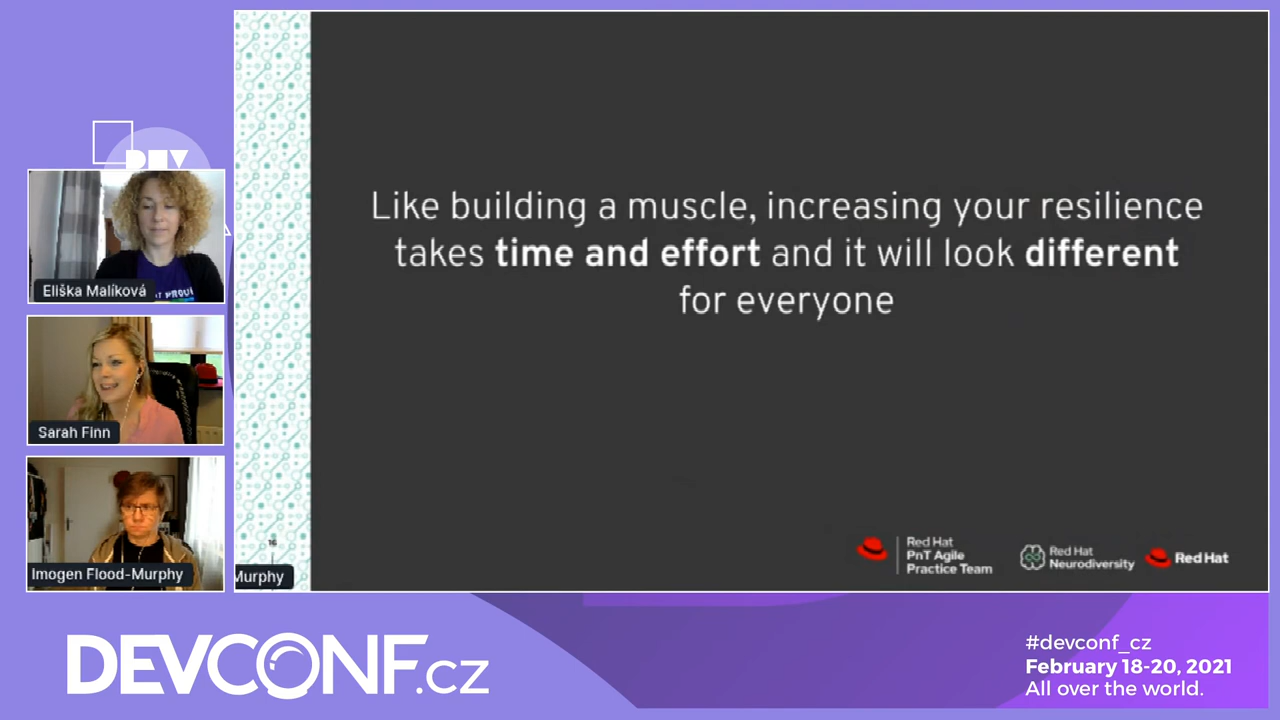 DEV
Eliška Malíková
Sarah Finn
Imogen Flood-Murphy
Like building a muscle, increasing your resilience
takes time and effort and it will look different
for everyone
16
Murphy
Red Hat
PnT Agile
Practice Team
Red Hat
Neurodiversity
Red Hat
DEVCONF.cz
#devconf_cz
February 18-20, 2021
All over the world.